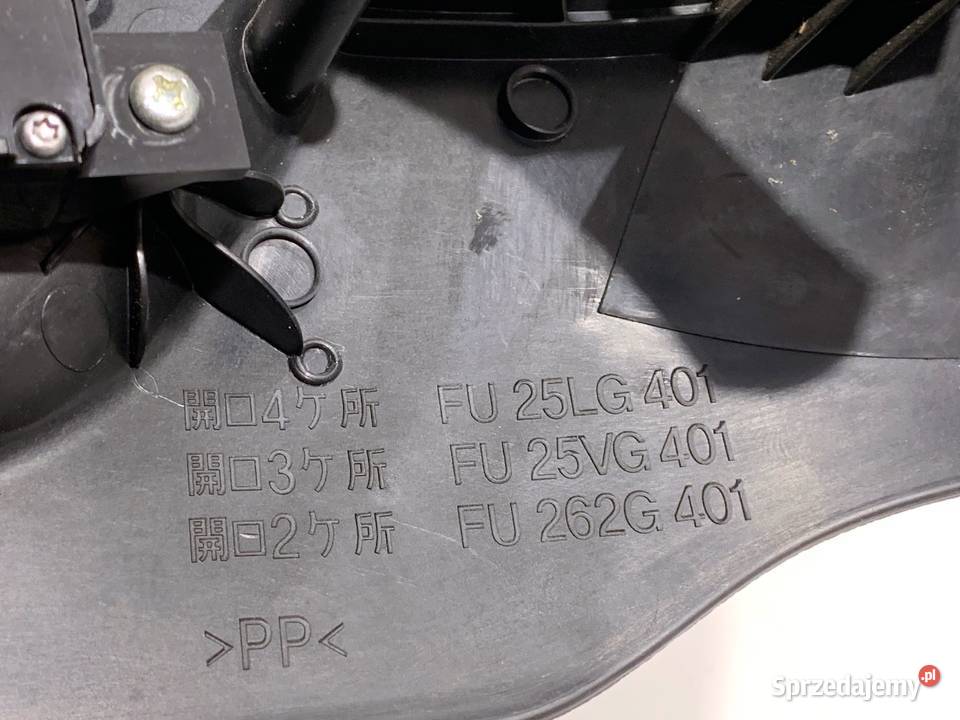 開口4ケ所 FU 25LG 401
開口3ケ所 FU 25VG 401
開口2ケ所 FU 262G 401
>PP<
Sprzedajemy.pl